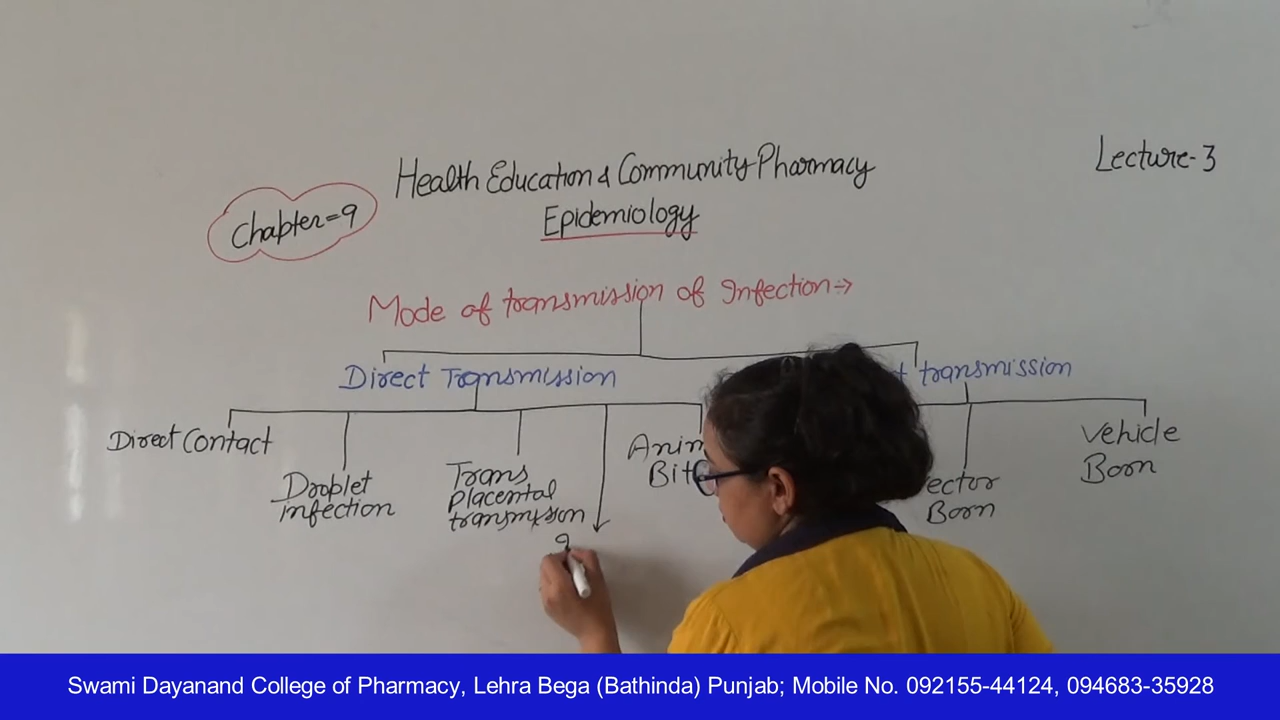 Lecture-3
Health Education & Community Pharmacy
Chapter=9
Epidemiology
Mode of transmission of Infection→
Direct Transmission
transmission
Direct Contact
Droplet
infection
Trans
Placental
transmission
Vehicle
Born
Born
Swami Dayanand College of Pharmacy, Lehra Bega (Bathinda) Punjab; Mobile No. 092155-44124, 094683-35928